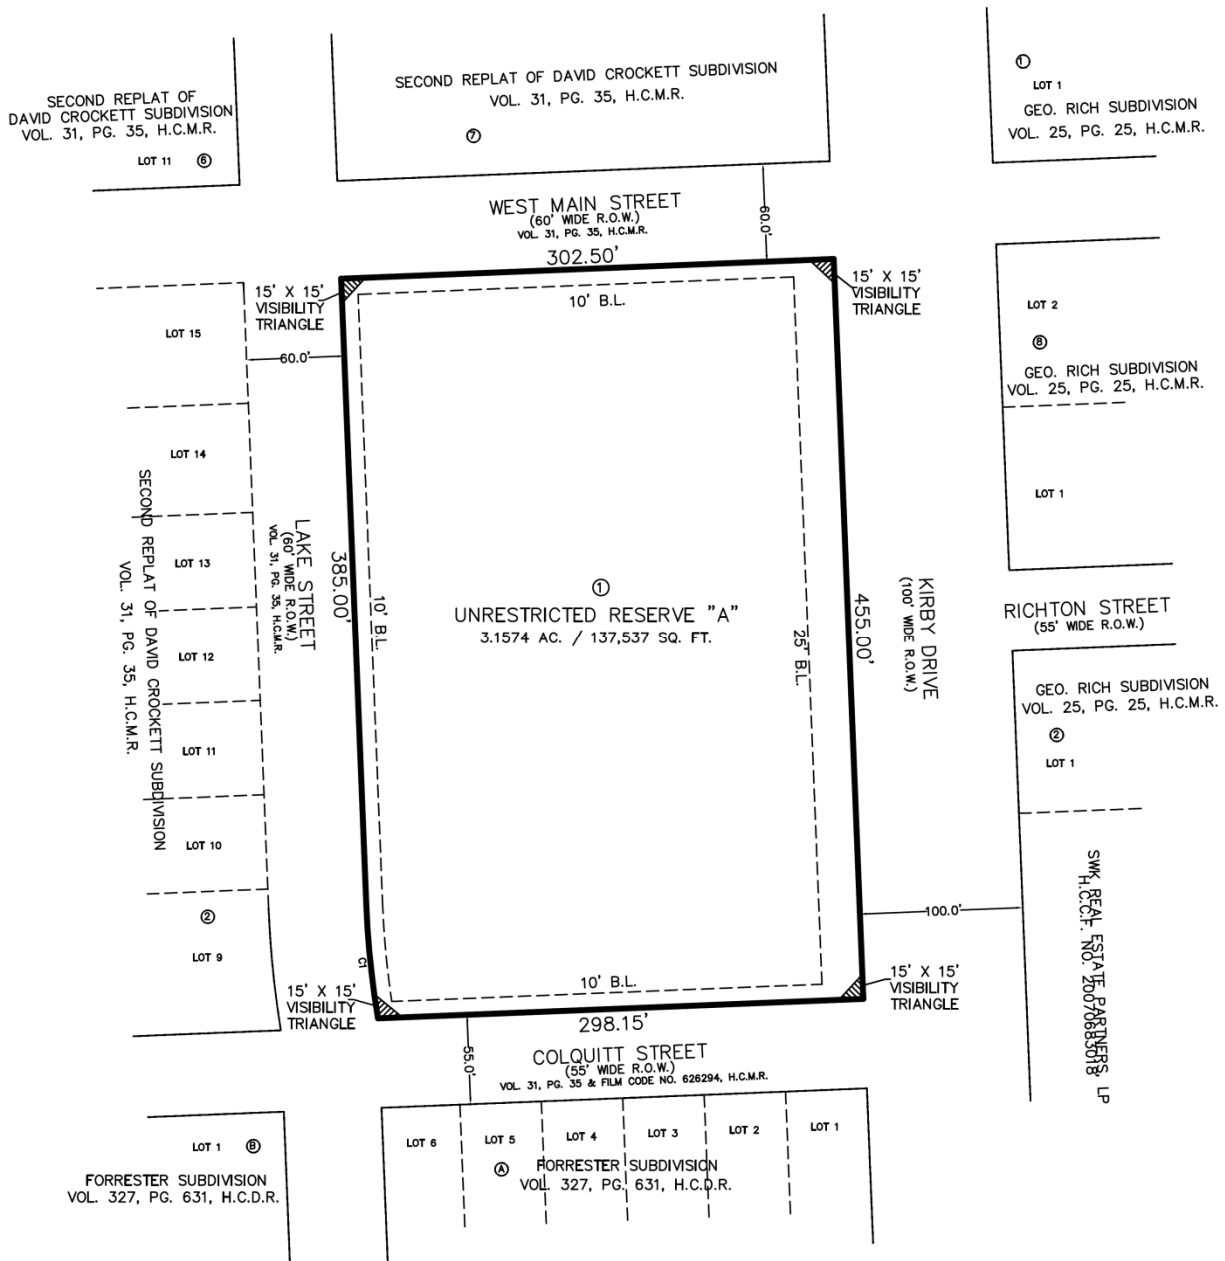 SECOND REPLAT OF
DAVID CROCKETT SUBDIVISION
VOL. 31, PG. 35, H.C.M.R.
LOT 11 6
SECOND REPLAT OF DAVID CROCKETT SUBDIVISION
VOL. 31, PG. 35, H.C.M.R.
7
1
LOT 1
GEO. RICH SUBDIVISION
VOL. 25, PG. 25, H.C.M.R.
WEST MAIN STREET
(60' WIDE R.O.W.)
VOL. 31, PG. 35, H.C.M.R.
302.50'
60.0'
15' X 15'
VISIBILITY
TRIANGLE
10' B.L.
15' X 15'
VISIBILITY
TRIANGLE
LOT 15
60.0'
LOT 2
8
GEO. RICH SUBDIVISION
VOL. 25, PG. 25, H.C.M.R.
LOT 14
LOT 1
SECOND REPLAT OF DAVID CROCKETT SUBDIVISION
VOL. 31, PG. 35, H.C.M.R.
LOT 13
LOT 12
LOT 11
LOT 10
2
LOT 9
LAKE STREET
(60' WIDE R.O.W.)
VOL. 31, PG. 35, H.C.M.R.
385.00'
10' B.L.
1
UNRESTRICTED RESERVE "A"
3.1574 AC. / 137,537 SQ. FT.
25' B.L.
455.00'
KIRBY DRIVE
(100' WIDE R.O.W.)
RICHTON STREET
(55' WIDE R.O.W.)
GEO. RICH SUBDIVISION
VOL. 25, PG. 25, H.C.M.R.
2
LOT 1
SWK REAL ESTATE PARTNERS, LP
H.C.C.F. NO. 20070683018
100.0'
C1
15' X 15'
VISIBILITY
TRIANGLE
10' B.L.
15' X 15'
VISIBILITY
TRIANGLE
298.15'
55.0'
COLQUITT STREET
(55' WIDE R.O.W.)
VOL. 31, PG. 35 & FILM CODE NO. 626294, H.C.M.R.
LOT 1 B
FORRESTER SUBDIVISION
VOL. 327, PG. 631, H.C.D.R.
LOT 6
LOT 5
LOT 4
LOT 3
LOT 2
LOT 1
A FORRESTER SUBDIVISION
VOL. 327, PG. 631, H.C.D.R.